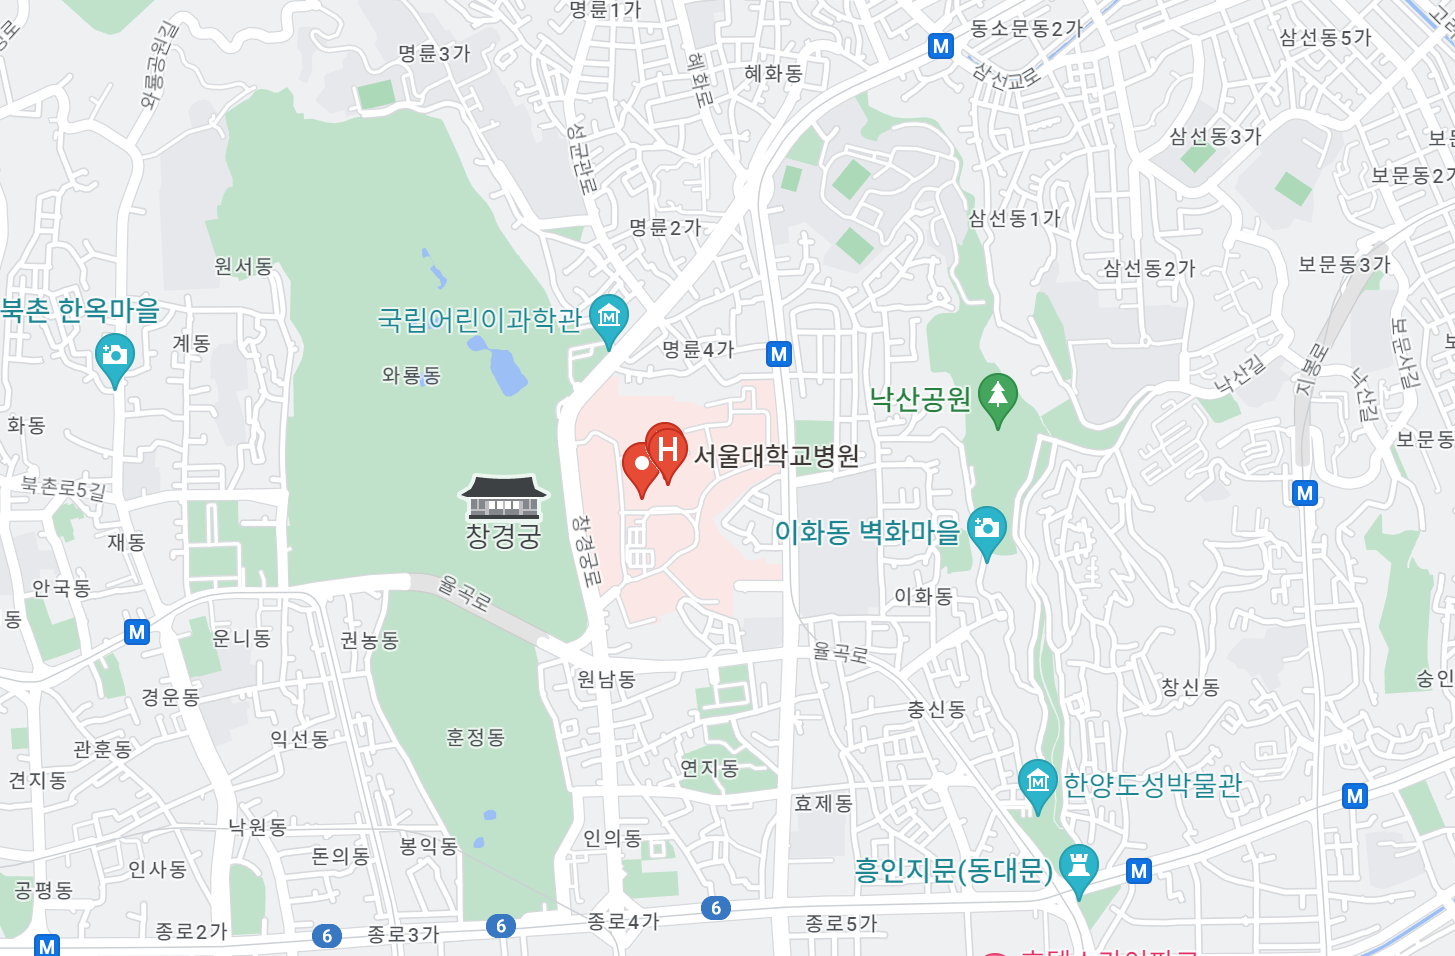 명륜1가
동소문동2가
삼선동5가
명륜3가
와룡공원길
혜화로
혜화동
삼선교로
성균관로
삼선동3가
보문동2가
명륜2가
삼선동1가
원서동
삼선동2가
보문동3가
북촌 한옥마을
국립어린이과학관
계동
명륜4가
와룡동
보문사길
지봉로
낙산길
낙산길
낙산공원
화동
서울대학교병원
보문동
북촌로5길
창경궁
창경궁로
이화동 벽화마을
재동
안국동
율곡로
이화동
동
운니동
권농동
율곡로
원남동
숭인
경운동
창신동
충신동
관훈동
익선동
훈정동
연지동
견지동
한양도성박물관
효제동
낙원동
돈의동
봉익동
인의동
인사동
흥인지문(동대문)
공평동
종로2가
6
종로3가
6
종로4가
6
종로5가